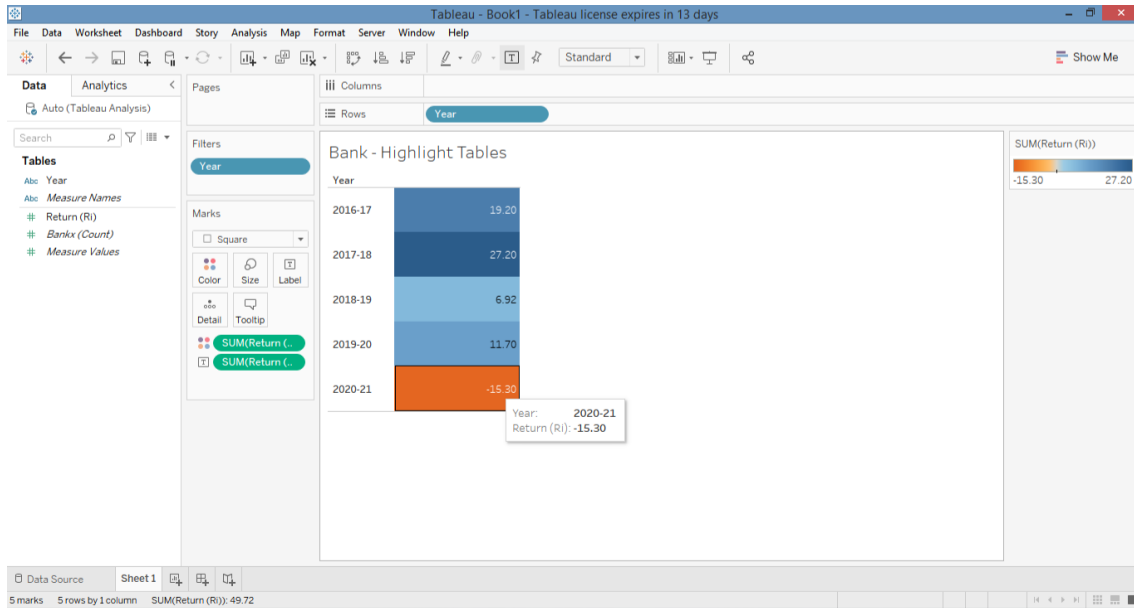 Tableau - Book1 - Tableau license expires in 13 days
File Data Worksheet Dashboard Story Analysis Map Format Server Window Help
Standard
Show Me
Data Analytics
Auto (Tableau Analysis)
Search
Tables
Abc Year
Abc Measure Names
# Return (Ri)
# Bankx (Count)
# Measure Values
Pages
Filters
Year
Marks
Square
Color Size Label
Detail Tooltip
SUM(Return (..
SUM(Return (..
Columns
Rows Year
Bank - Highlight Tables
Year
2016-17 19.20
2017-18 27.20
2018-19 6.92
2019-20 11.70
2020-21 -15.30
Year: 2020-21
Return (Ri): -15.30
SUM(Return (Ri))
-15.30 27.20
Data Source Sheet 1
5 marks 5 rows by 1 column SUM(Return (Ri)): 49.72